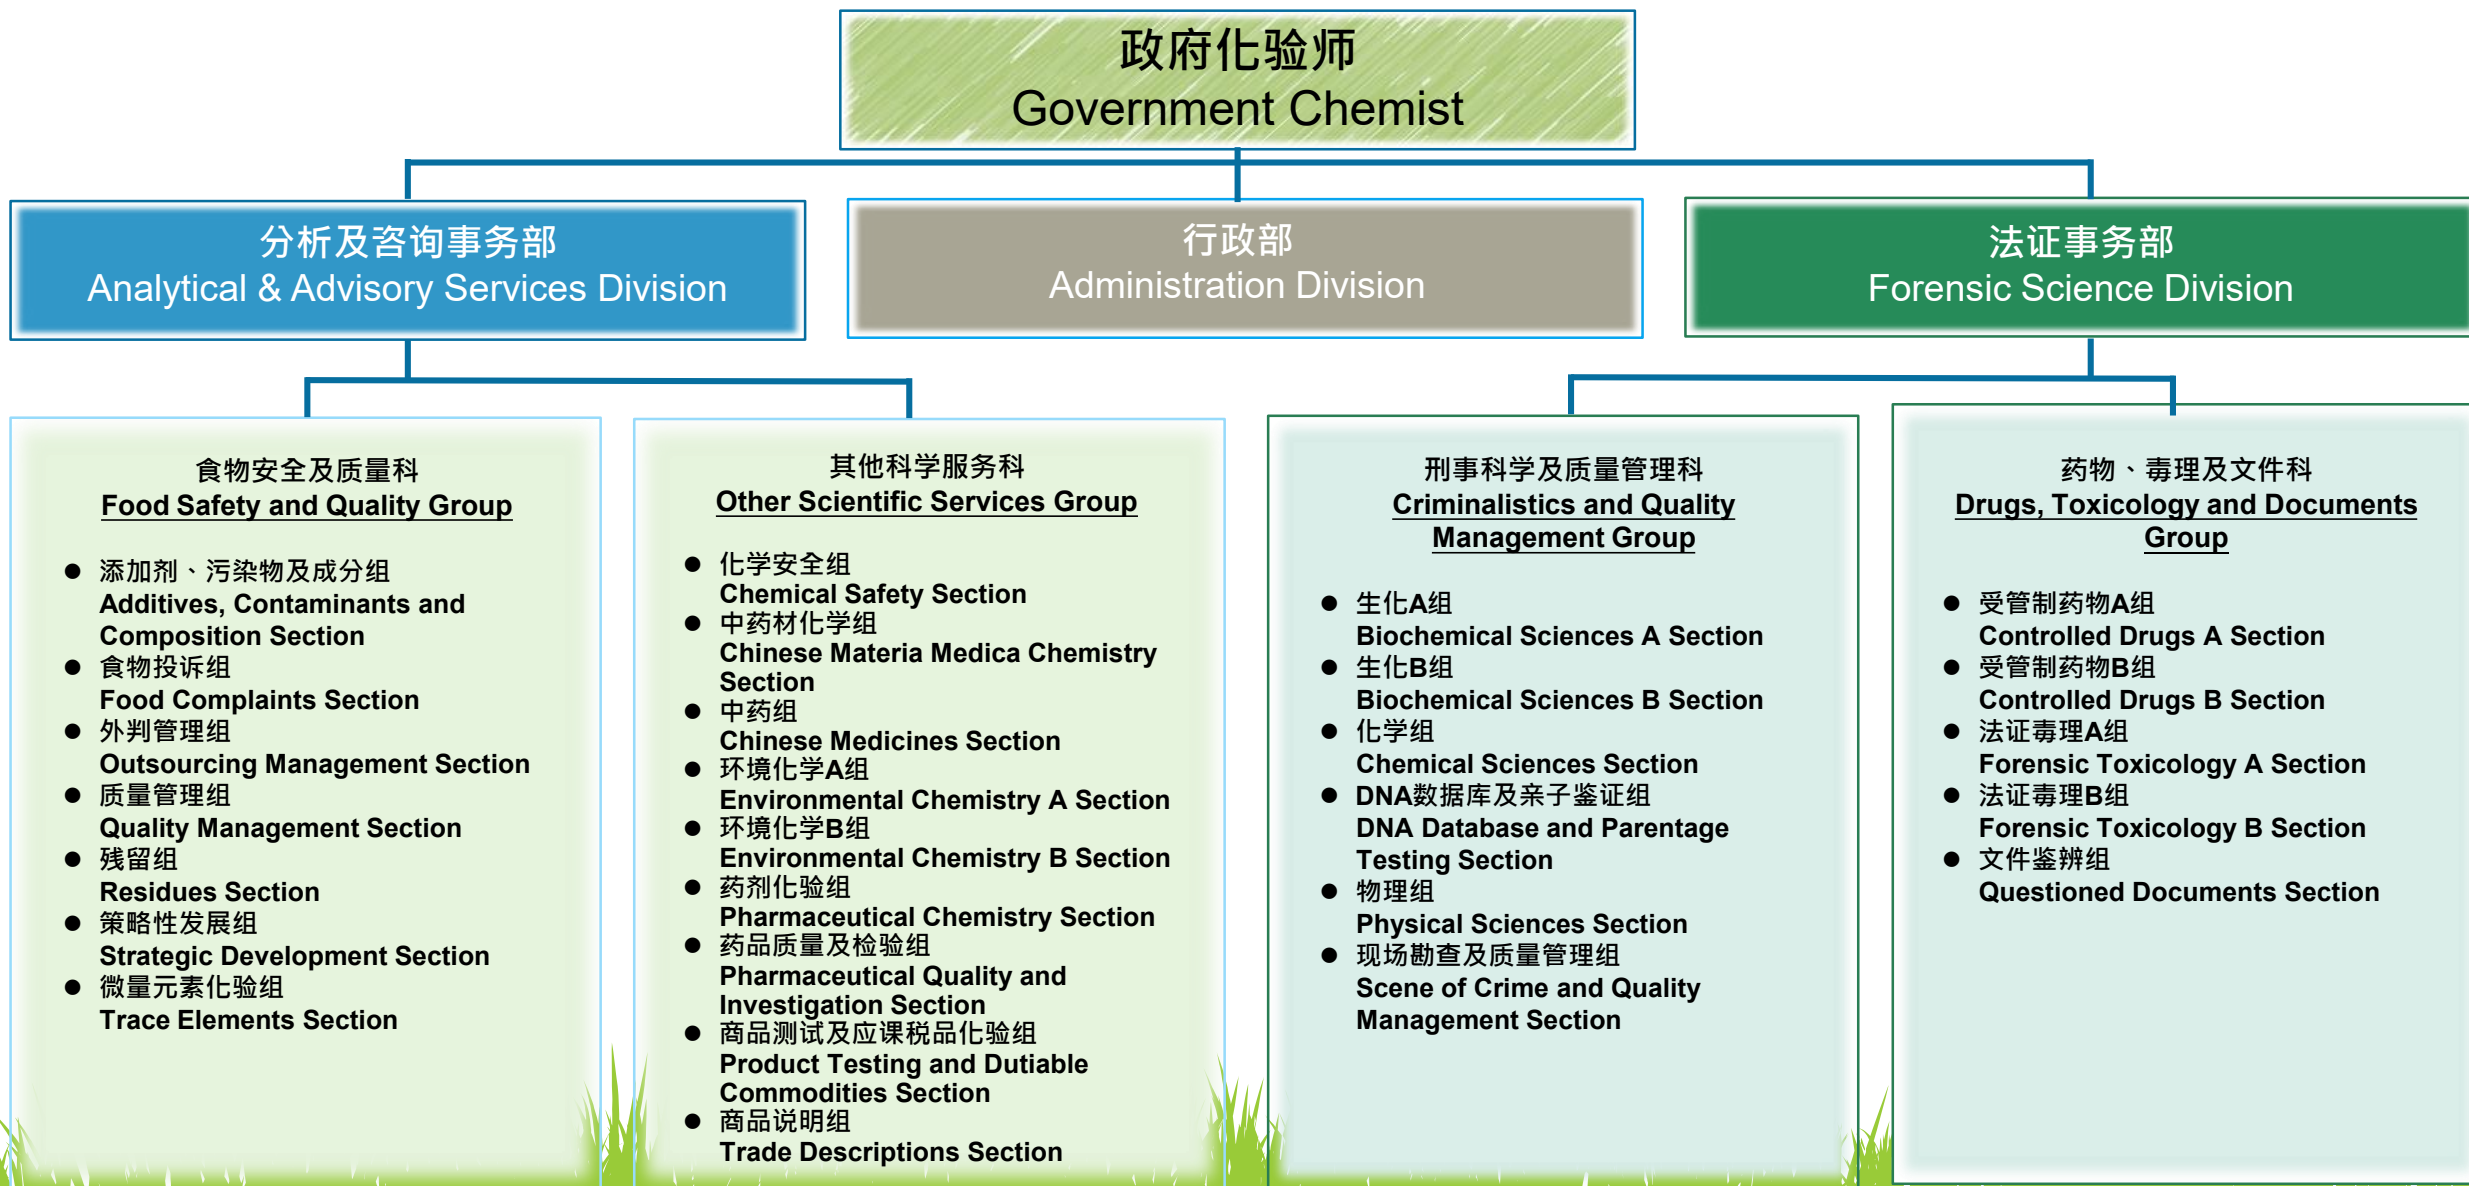 政府化验师
Government Chemist
分析及咨询事务部
Analytical & Advisory Services Division
行政部
Administration Division
法证事务部
Forensic Science Division
食物安全及质量科
Food Safety and Quality Group
● 添加剂、污染物及成分组
Additives, Contaminants and
Composition Section
● 食物投诉组
Food Complaints Section
● 外判管理组
Outsourcing Management Section
● 质量管理组
Quality Management Section
● 残留组
Residues Section
● 策略性发展组
Strategic Development Section
● 微量元素化验组
Trace Elements Section
其他科学服务科
Other Scientific Services Group
● 化学安全组
Chemical Safety Section
● 中药材化学组
Chinese Materia Medica Chemistry
Section
● 中药组
Chinese Medicines Section
● 环境化学A组
Environmental Chemistry A Section
● 环境化学B组
Environmental Chemistry B Section
● 药剂化验组
Pharmaceutical Chemistry Section
● 药品质量及检验组
Pharmaceutical Quality and
Investigation Section
● 商品测试及应课税品化验组
Product Testing and Dutiable
Commodities Section
● 商品说明组
Trade Descriptions Section
刑事科学及质量管理科
Criminalistics and Quality
Management Group
● 生化A组
Biochemical Sciences A Section
● 生化B组
Biochemical Sciences B Section
● 化学组
Chemical Sciences Section
● DNA数据库及亲子鉴证组
DNA Database and Parentage
Testing Section
● 物理组
Physical Sciences Section
● 现场勘查及质量管理组
Scene of Crime and Quality
Management Section
药物、毒理及文件科
Drugs, Toxicology and Documents
Group
● 受管制药物A组
Controlled Drugs A Section
● 受管制药物B组
Controlled Drugs B Section
● 法证毒理A组
Forensic Toxicology A Section
● 法证毒理B组
Forensic Toxicology B Section
● 文件鉴辨组
Questioned Documents Section